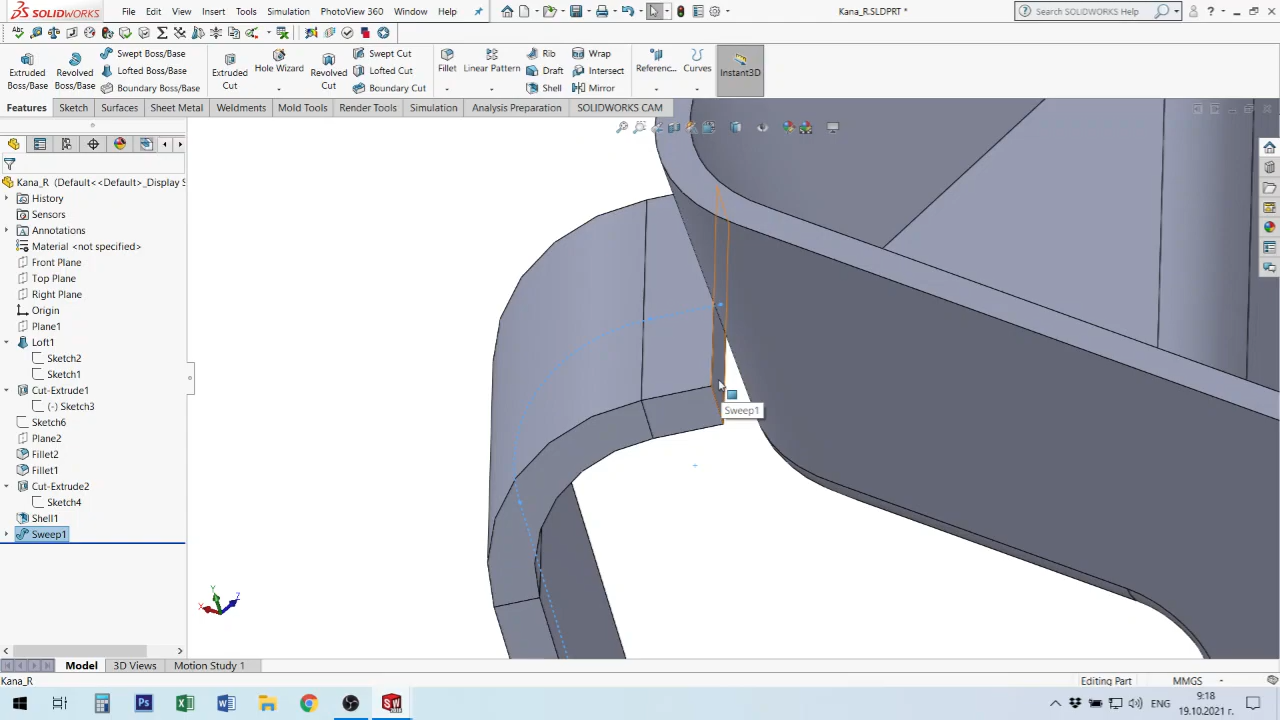 SOLIDWORKS
File
Edit
View
Insert
Tools
Simulation
PhotoView 360
Window
Help
Kana_R.SLDPRT *
Search SOLIDWORKS Help
Extruded Boss/Base
Revolved Boss/Base
Swept Boss/Base
Lofted Boss/Base
Boundary Boss/Base
Extruded Cut
Hole Wizard
Revolved Cut
Swept Cut
Lofted Cut
Boundary Cut
Fillet
Linear Pattern
Rib
Draft
Shell
Wrap
Intersect
Mirror
Referenc...
Curves
Instant3D
Features
Sketch
Surfaces
Sheet Metal
Weldments
Mold Tools
Render Tools
Simulation
Analysis Preparation
SOLIDWORKS CAM
Kana_R (Default<<Default>_Display S
History
Sensors
Annotations
Material <not specified>
Front Plane
Top Plane
Right Plane
Origin
Plane1
Loft1
Sketch2
Sketch1
Cut-Extrude1
(-) Sketch3
Sketch6
Plane2
Fillet2
Fillet1
Cut-Extrude2
Sketch4
Shell1
Sweep1
Sweep1
Y
X
Z
Model
3D Views
Motion Study 1
Kana_R
Editing Part
MMGS
ENG
9:18
19.10.2021 г.